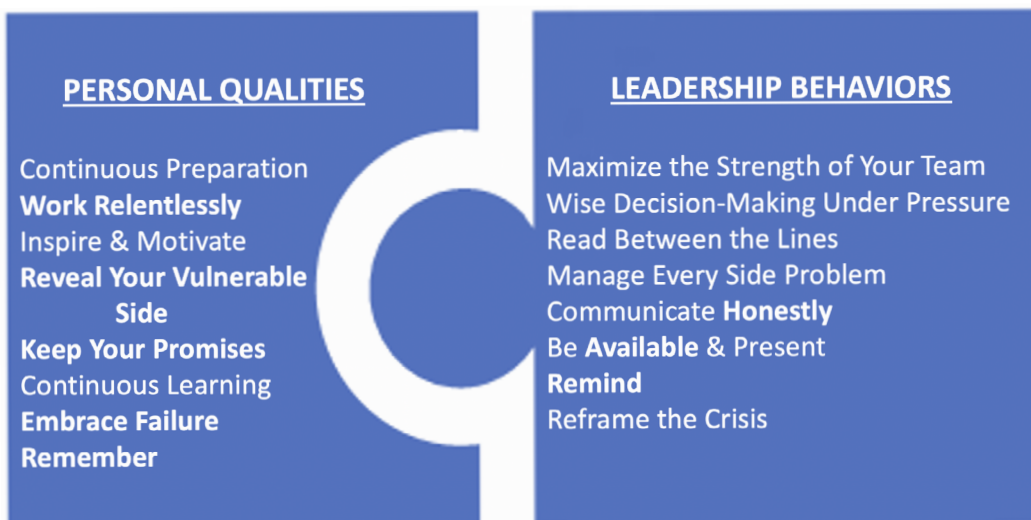 PERSONAL QUALITIES
Continuous Preparation
Work Relentlessly
Inspire & Motivate
Reveal Your Vulnerable
Side
Keep Your Promises
Continuous Learning
Embrace Failure
Remember
LEADERSHIP BEHAVIORS
Maximize the Strength of Your Team
Wise Decision-Making Under Pressure
Read Between the Lines
Manage Every Side Problem
Communicate Honestly
Be Available & Present
Remind
Reframe the Crisis